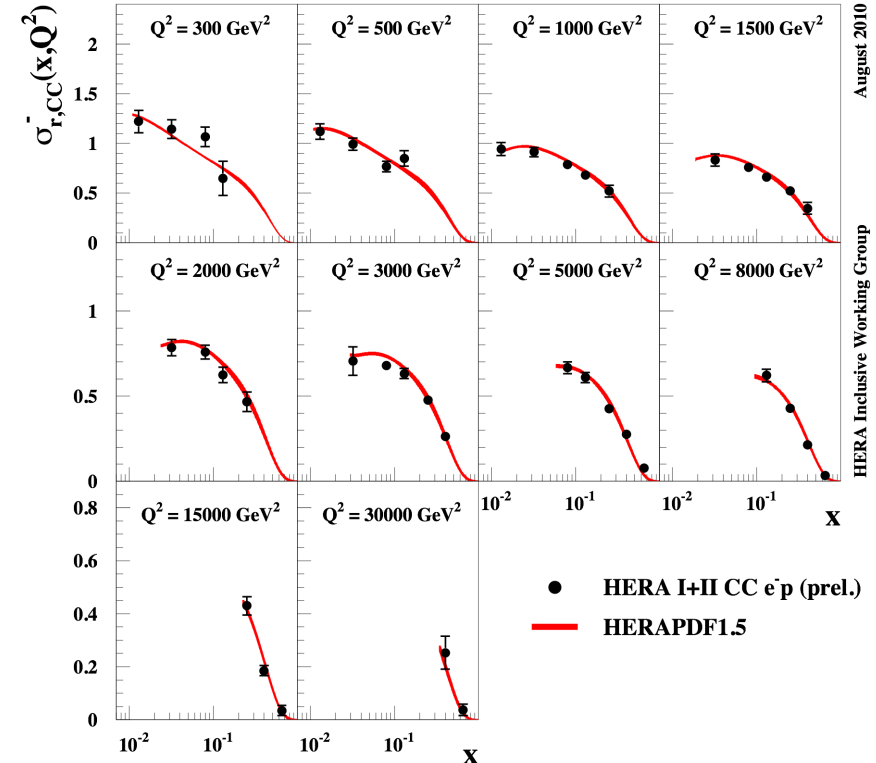 σ⁻r,CC(x,Q²)
August 2010
Q² = 300 GeV²
Q² = 500 GeV²
Q² = 1000 GeV²
Q² = 1500 GeV²
2
1.5
1
0.5
0
HERA Inclusive Working Group
Q² = 2000 GeV²
Q² = 3000 GeV²
Q² = 5000 GeV²
Q² = 8000 GeV²
1
0.5
0
10⁻² 10⁻¹ 10⁻² 10⁻¹
x
Q² = 15000 GeV²
Q² = 30000 GeV²
0.8
0.6
0.4
0.2
0
10⁻² 10⁻¹ 10⁻² 10⁻¹
x
HERA I+II CC e⁻p (prel.)
HERAPDF1.5